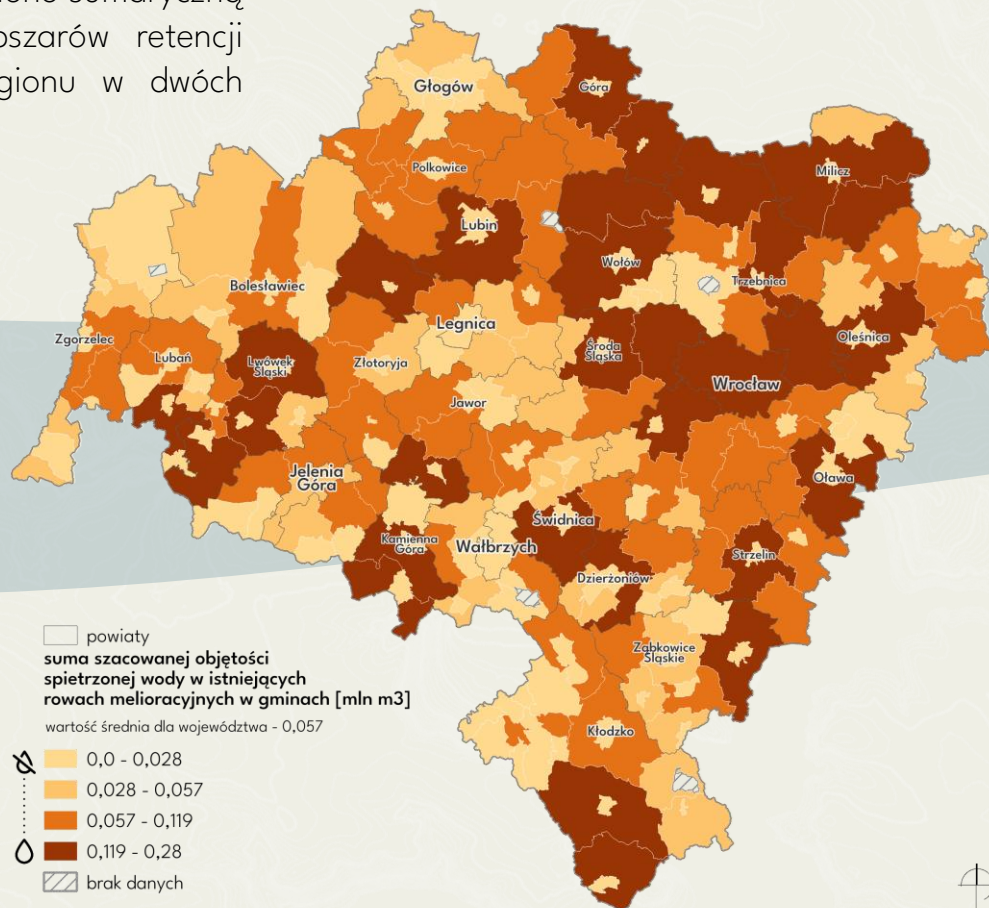 sumaryczną
obszarów retencji
regionu w dwóch
Głogów
Góra
Polkowice
Milicz
Lubin
Wołów
Trzebnica
Bolesławiec
Legnica
Zgorzelec
Lubań
Lwówek
Śląski
Złotoryja
Środa
Śląska
Oleśnica
Wrocław
Jawor
Jelenia
Góra
Oława
Świdnica
Kamienna
Góra
Wałbrzych
Strzelin
Dzierżoniów
Ząbkowice
Śląskie
Kłodzko
powiaty
suma szacowanej objętości
spietrzonej wody w istniejących
rowach melioracyjnych w gminach [mln m3]
wartość średnia dla województwa - 0,057
0,0 - 0,028
0,028 - 0,057
0,057 - 0,119
0,119 - 0,28
brak danych